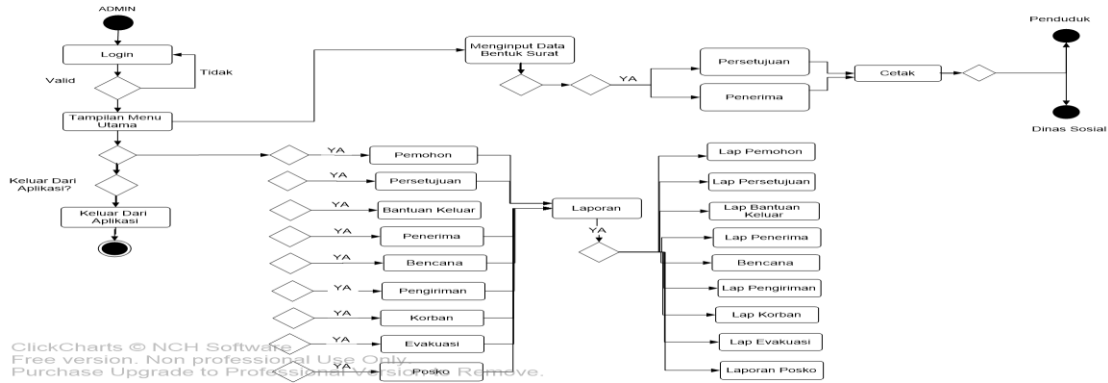 ADMIN
Login
Valid
Tidak
Tampilan Menu
Utama
Keluar Dari
Aplikasi?
Keluar Dari
Aplikasi
Menginput Data
Bentuk Surat
YA
Persetujuan
Penerima
Cetak
Penduduk
Dinas Sosial
YA
Pemohon
YA
Persetujuan
YA
Bantuan Keluar
YA
Penerima
YA
Bencana
YA
Pengiriman
YA
Korban
YA
Evakuasi
YA
Posko
Laporan
YA
Lap Pemohon
Lap Persetujuan
Lap Bantuan
Keluar
Lap Penerima
Bencana
Lap Pengiriman
Lap Korban
Lap Evakuasi
Laporan Posko
ClickCharts © NCH Software
Free version. Non professional Use Only.
Purchase Upgrade to Professional Version to Remove.